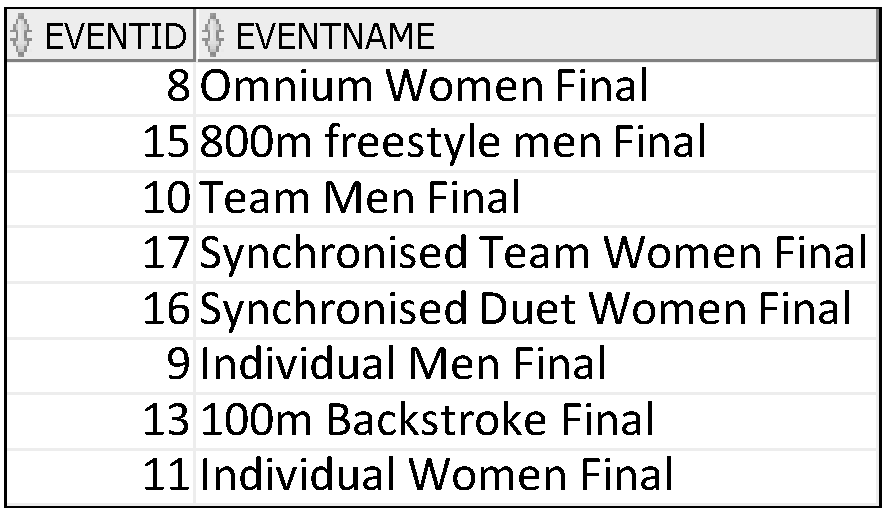 EVENTID EVENTNAME
8 Omnium Women Final
15 800m freestyle men Final
10 Team Men Final
17 Synchronised Team Women Final
16 Synchronised Duet Women Final
9 Individual Men Final
13 100m Backstroke Final
11 Individual Women Final